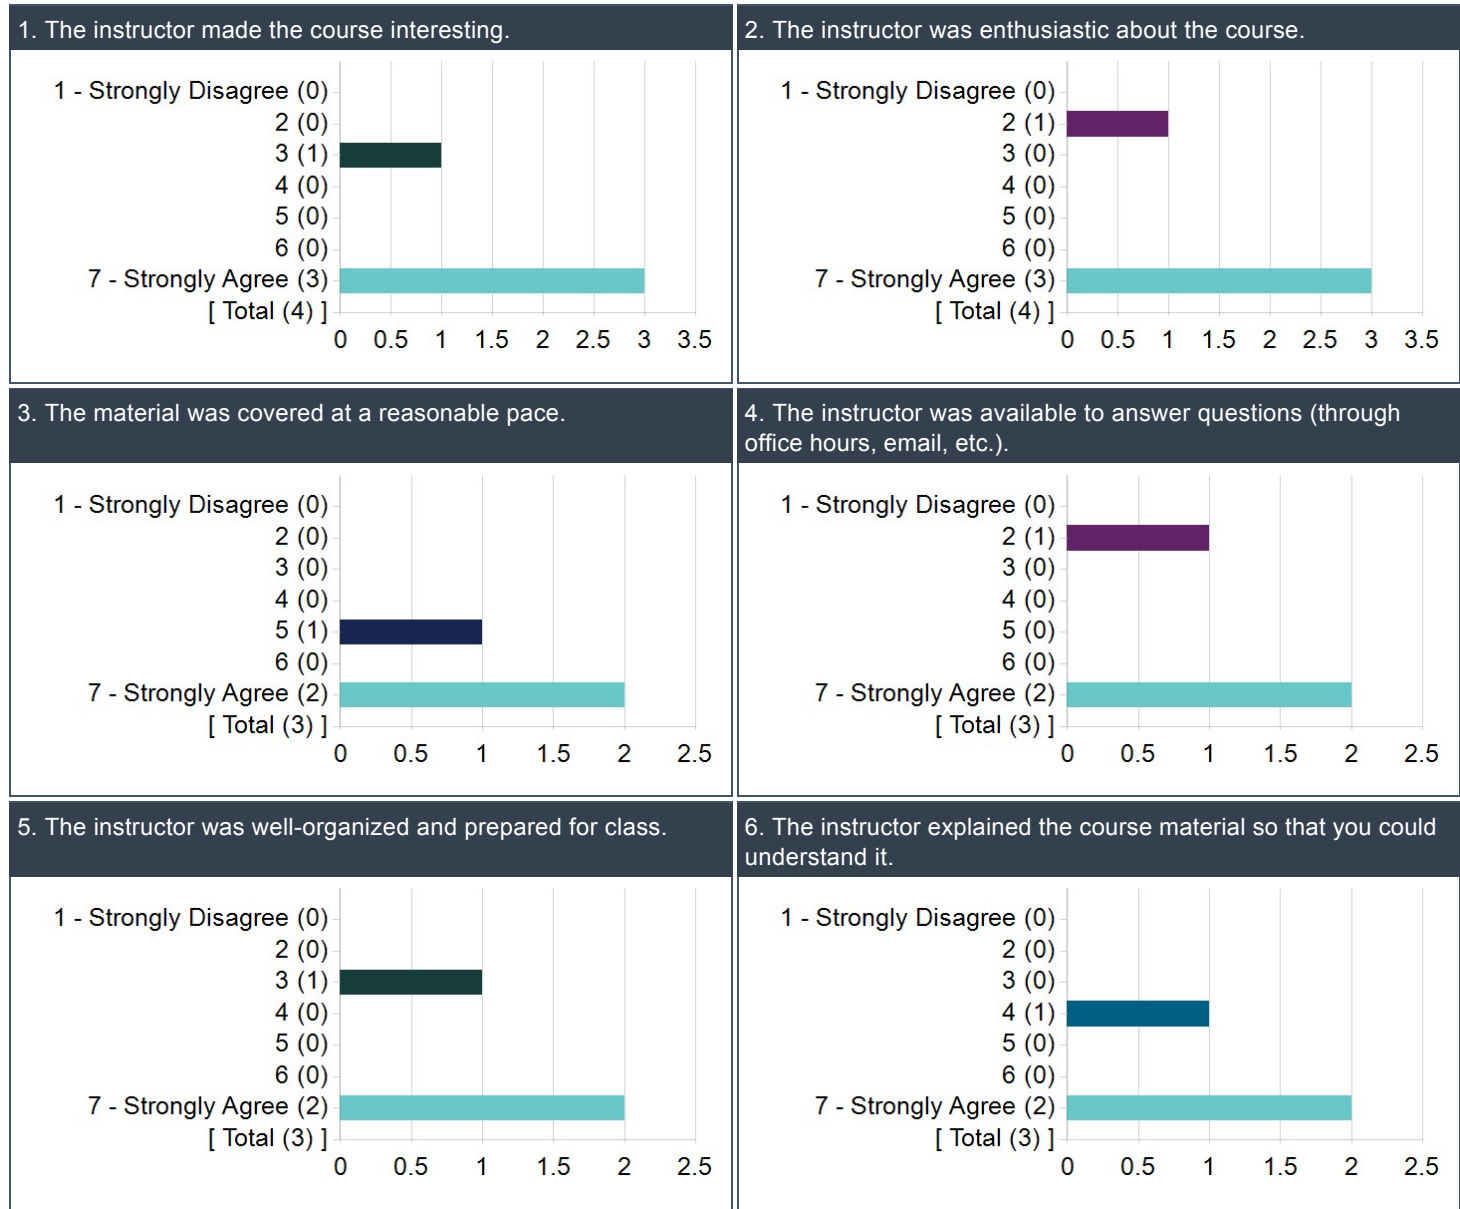 1. The instructor made the course interesting.
1 - Strongly Disagree (0)
2 (0)
3 (1)
4 (0)
5 (0)
6 (0)
7 - Strongly Agree (3)
[ Total (4) ]
0 0.5 1 1.5 2 2.5 3 3.5
2. The instructor was enthusiastic about the course.
1 - Strongly Disagree (0)
2 (1)
3 (0)
4 (0)
5 (0)
6 (0)
7 - Strongly Agree (3)
[ Total (4) ]
0 0.5 1 1.5 2 2.5 3 3.5
3. The material was covered at a reasonable pace.
1 - Strongly Disagree (0)
2 (0)
3 (0)
4 (0)
5 (1)
6 (0)
7 - Strongly Agree (2)
[ Total (3) ]
0 0.5 1 1.5 2 2.5
4. The instructor was available to answer questions (through
office hours, email, etc.).
1 - Strongly Disagree (0)
2 (1)
3 (0)
4 (0)
5 (0)
6 (0)
7 - Strongly Agree (2)
[ Total (3) ]
0 0.5 1 1.5 2 2.5
5. The instructor was well-organized and prepared for class.
1 - Strongly Disagree (0)
2 (0)
3 (1)
4 (0)
5 (0)
6 (0)
7 - Strongly Agree (2)
[ Total (3) ]
0 0.5 1 1.5 2 2.5
6. The instructor explained the course material so that you could
understand it.
1 - Strongly Disagree (0)
2 (0)
3 (0)
4 (1)
5 (0)
6 (0)
7 - Strongly Agree (2)
[ Total (3) ]
0 0.5 1 1.5 2 2.5